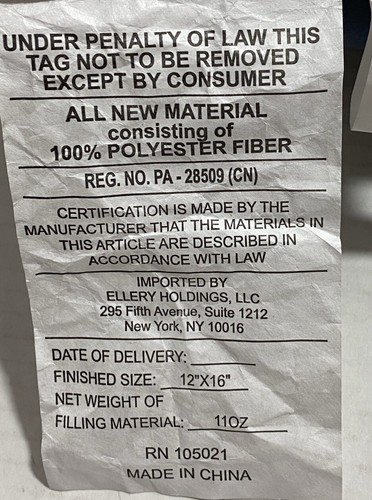 UNDER PENALTY OF LAW THIS
TAG NOT TO BE REMOVED
EXCEPT BY CONSUMER
ALL NEW MATERIAL
consisting of
100% POLYESTER FIBER
REG. NO. PA - 28509 (CN)
CERTIFICATION IS MADE BY THE
MANUFACTURER THAT THE MATERIALS IN
THIS ARTICLE ARE DESCRIBED IN
ACCORDANCE WITH LAW
IMPORTED BY
ELLERY HOLDINGS, LLC
295 Fifth Avenue, Suite 1212
New York, NY 10016
DATE OF DELIVERY:
FINISHED SIZE: 12"X16"
NET WEIGHT OF
FILLING MATERIAL: 11OZ
RN 105021
MADE IN CHINA